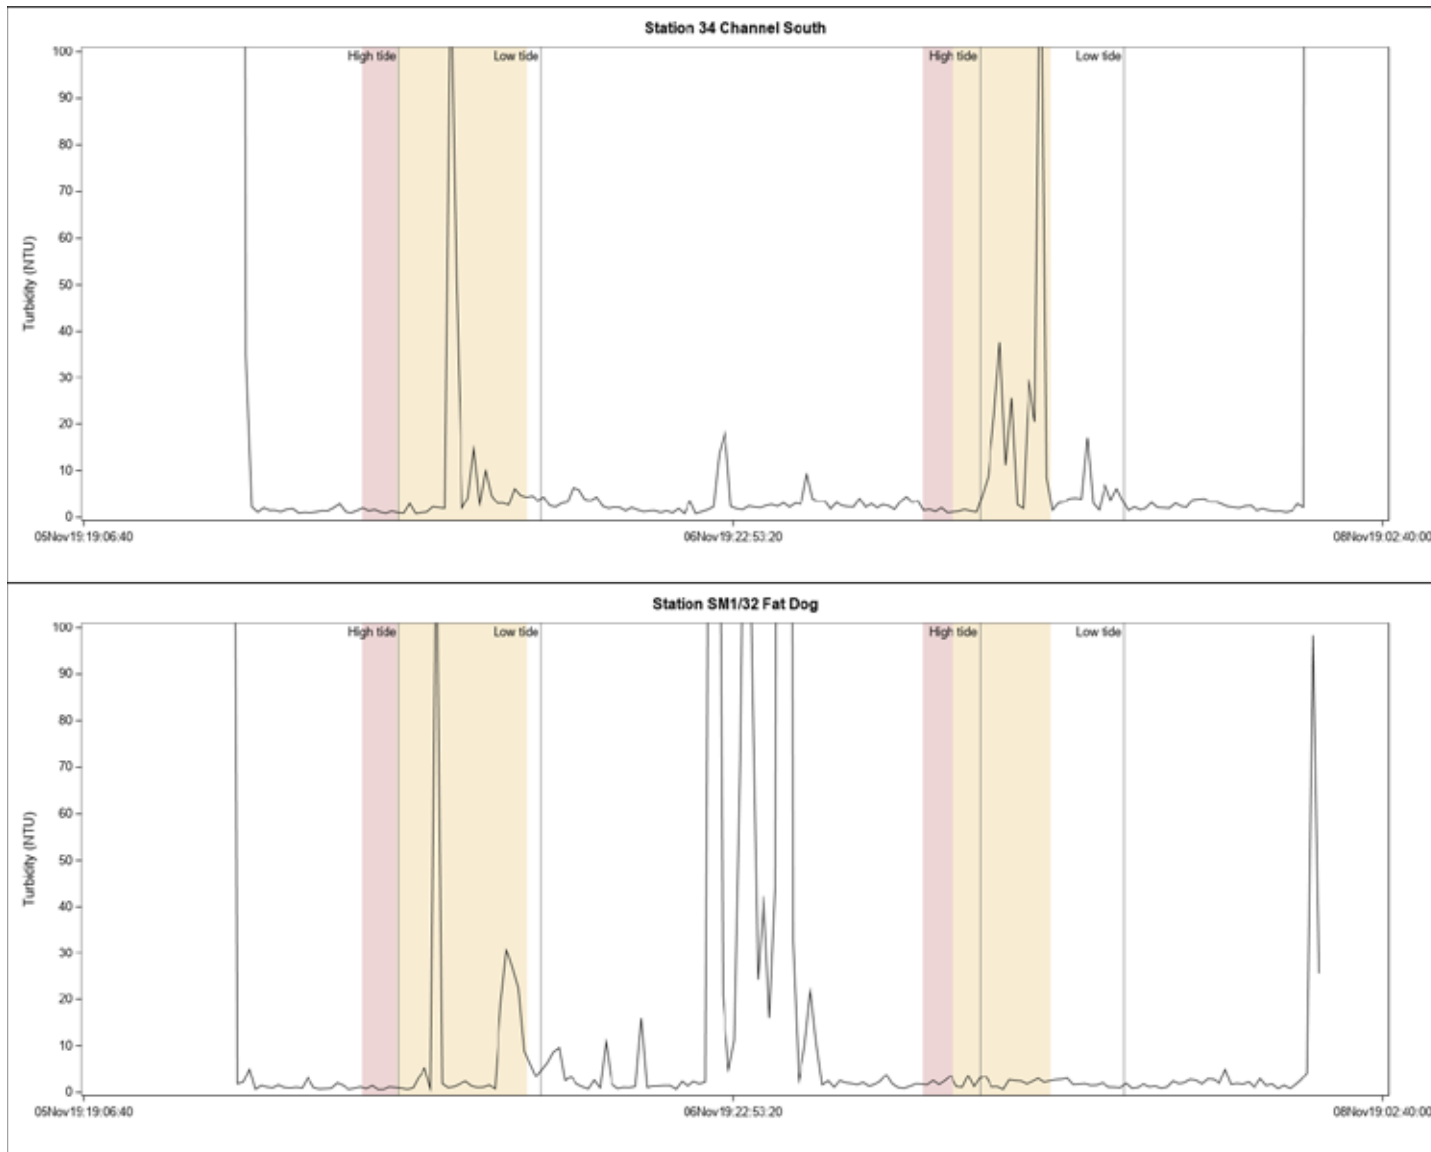 Station 34 Channel South
High tide
Low tide
High tide
Low tide
100
90
80
70
60
50
40
30
20
10
0
Turbidity (NTU)
05Nov19:19:06:40
06Nov19:22:53:20
08Nov19:02:40:00
Station SM1/32 Fat Dog
High tide
Low tide
High tide
Low tide
100
90
80
70
60
50
40
30
20
10
0
Turbidity (NTU)
05Nov19:19:06:40
06Nov19:22:53:20
08Nov19:02:40:00